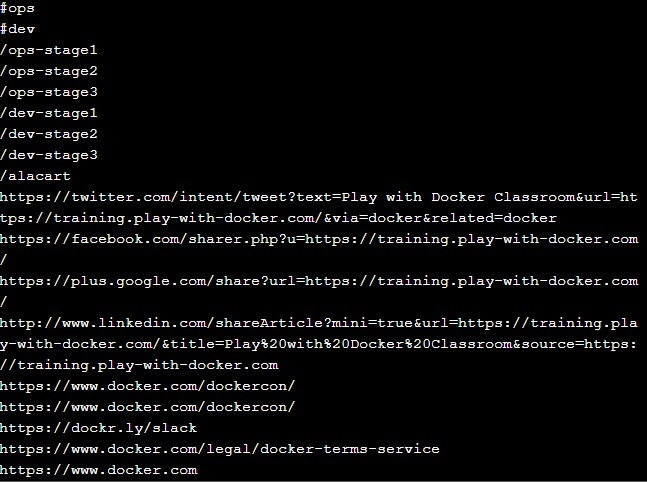 #ops
#dev
/ops-stage1
/ops-stage2
/ops-stage3
/dev-stage1
/dev-stage2
/dev-stage3
/alacart
https://twitter.com/intent/tweet?text=Play with Docker Classroom&url=ht
tps://training.play-with-docker.com/&via=docker&related=docker
https://facebook.com/sharer.php?u=https://training.play-with-docker.com
/
https://plus.google.com/share?url=https://training.play-with-docker.com
/
http://www.linkedin.com/shareArticle?mini=true&url=https://training.pla
y-with-docker.com/&title=Play%20with%20Docker%20Classroom&source=https:
//training.play-with-docker.com
https://www.docker.com/dockercon/
https://www.docker.com/dockercon/
https://dockr.ly/slack
https://www.docker.com/legal/docker-terms-service
https://www.docker.com